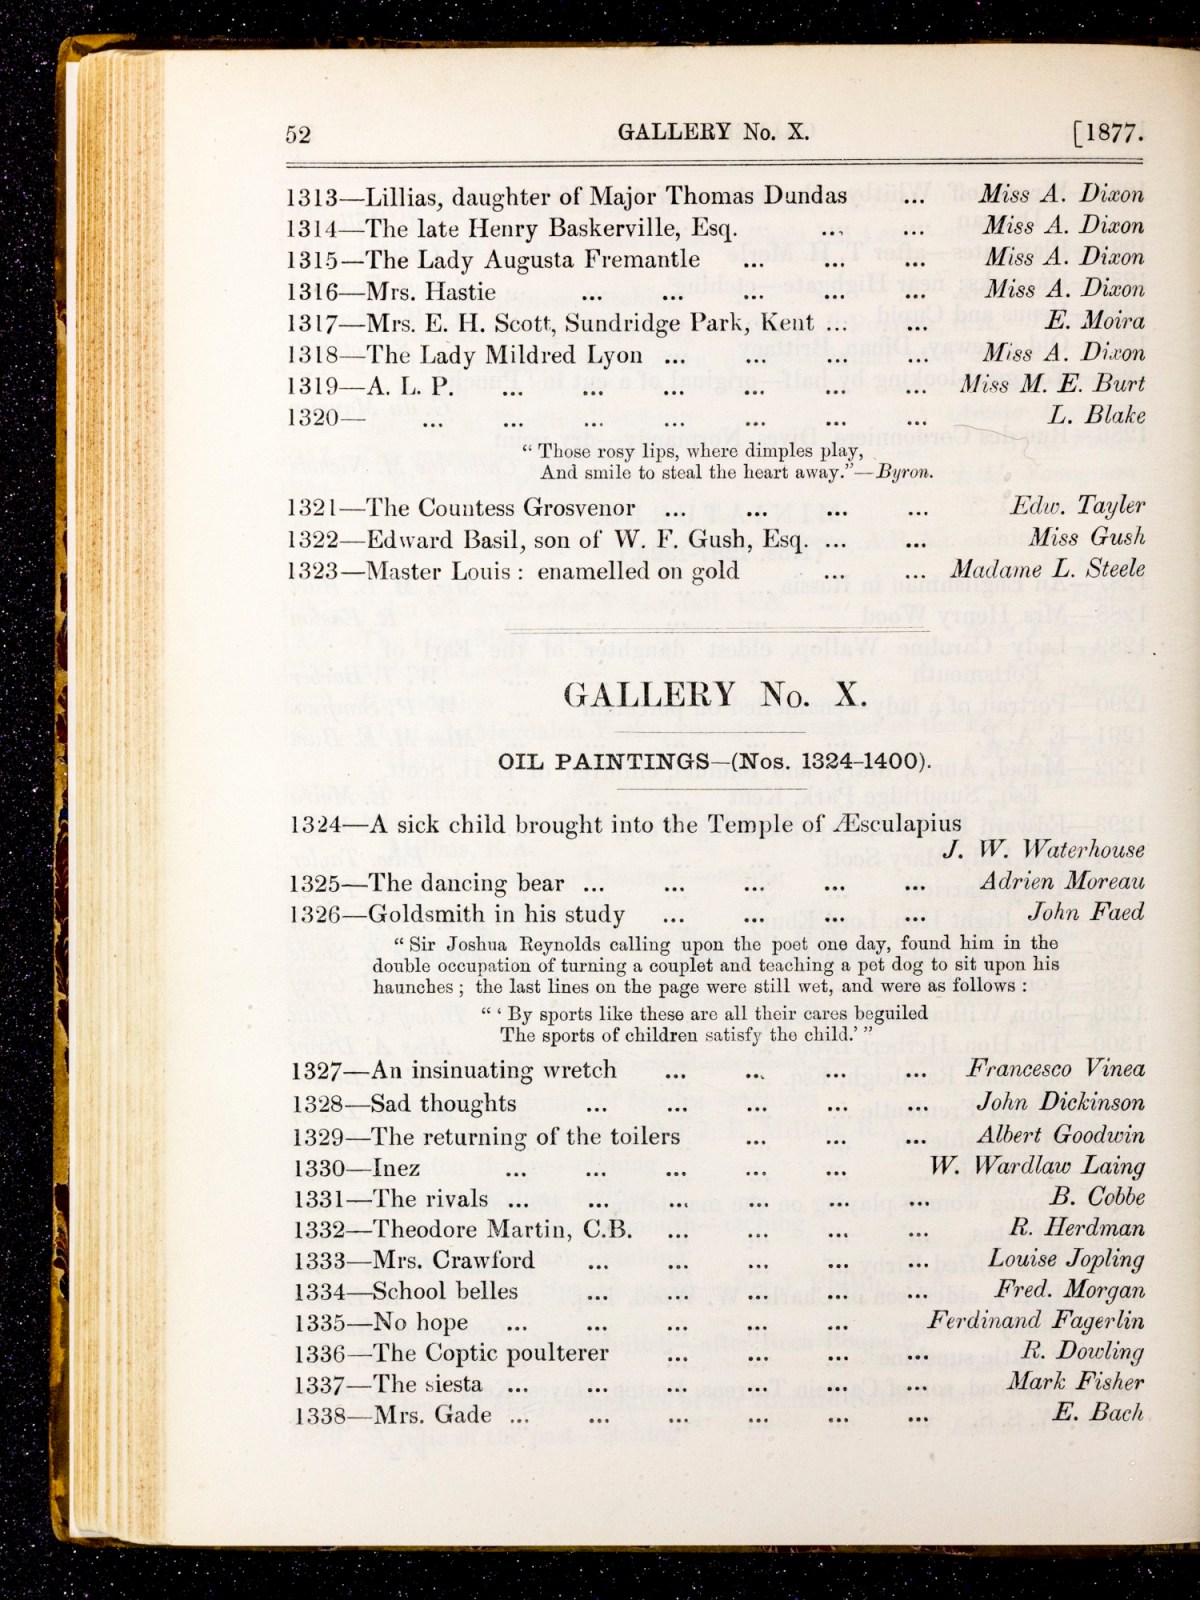 52 GALLERY No. X. [1877.
1313—Lillias, daughter of Major Thomas Dundas ... Miss A. Dixon
1314—The late Henry Baskerville, Esq. ... ... Miss A. Dixon
1315—The Lady Augusta Fremantle ... ... ... Miss A. Dixon
1316—Mrs. Hastie ... ... ... ... ... Miss A. Dixon
1317—Mrs. E. H. Scott, Sundridge Park, Kent ... ... E. Moira
1318—The Lady Mildred Lyon ... ... ... ... Miss A. Dixon
1319—A. L. P. ... ... ... ... ... ... Miss M. E. Burt
1320— ... ... ... ... ... ... ... L. Blake
“ Those rosy lips, where dimples play,
And smile to steal the heart away.”—Byron.
1321—The Countess Grosvenor ... ... ... ... Edw. Tayler
1322—Edward Basil, son of W. F. Gush, Esq. ... ... Miss Gush
1323—Master Louis : enamelled on gold ... ... Madame L. Steele
GALLERY No. X.
OIL PAINTINGS—(Nos. 1324-1400).
1324—A sick child brought into the Temple of Æsculapius
J. W. Waterhouse
1325—The dancing bear ... ... ... ... ... Adrien Moreau
1326—Goldsmith in his study ... ... ... ... John Faed
“ Sir Joshua Reynolds calling upon the poet one day, found him in the
double occupation of turning a couplet and teaching a pet dog to sit upon his
haunches ; the last lines on the page were still wet, and were as follows :
“ ‘ By sports like these are all their cares beguiled
The sports of children satisfy the child.’ ”
1327—An insinuating wretch ... ... ... ... Francesco Vinea
1328—Sad thoughts ... ... ... ... ... John Dickinson
1329—The returning of the toilers ... ... ... Albert Goodwin
1330—Inez ... ... ... ... ... W. Wardlaw Laing
1331—The rivals ... ... ... ... ... ... B. Cobbe
1332—Theodore Martin, C.B. ... ... ... ... R. Herdman
1333—Mrs. Crawford ... ... ... ... ... Louise Jopling
1334—School belles ... ... ... ... ... Fred. Morgan
1335—No hope ... ... ... ... ... Ferdinand Fagerlin
1336—The Coptic poulterer ... ... ... ... R. Dowling
1337—The siesta ... ... ... ... ... ... Mark Fisher
1338—Mrs. Gade ... ... ... ... ... ... E. Bach